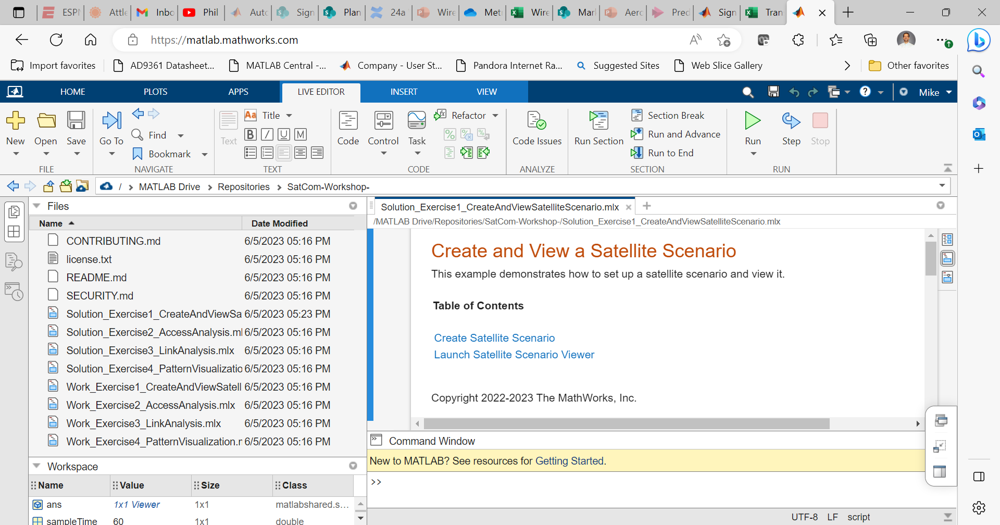 ESPN Attle Inbo Phil Auto Sign Plan 24a Wire Met Wire Mar Aero Pred Sign Tran
https://matlab.mathworks.com
Import favorites AD9361 Datasheet... MATLAB Central -... Company - User St... Pandora Internet Ra... Suggested Sites Web Slice Gallery Other favorites
HOME PLOTS APPS LIVE EDITOR INSERT VIEW Mike
New Open Save Go To Find Bookmark
FILE NAVIGATE
Text Aa Title B I U M
TEXT
Code Control Task Refactor
CODE
Code Issues
ANALYZE
Run Section Section Break
Run and Advance
Run to End
SECTION
Run Step Stop
RUN
/ › MATLAB Drive › Repositories › SatCom-Workshop-
Files
Name Date Modified
CONTRIBUTING.md 6/5/2023 05:16 PM
license.txt 6/5/2023 05:16 PM
README.md 6/5/2023 05:16 PM
SECURITY.md 6/5/2023 05:16 PM
Solution_Exercise1_CreateAndViewSa 6/5/2023 05:23 PM
Solution_Exercise2_AccessAnalysis.ml 6/5/2023 05:16 PM
Solution_Exercise3_LinkAnalysis.mlx 6/5/2023 05:16 PM
Solution_Exercise4_PatternVisualizatio 6/5/2023 05:16 PM
Work_Exercise1_CreateAndViewSatell 6/5/2023 05:16 PM
Work_Exercise2_AccessAnalysis.mlx 6/5/2023 05:16 PM
Work_Exercise3_LinkAnalysis.mlx 6/5/2023 05:16 PM
Work_Exercise4_PatternVisualization.r 6/5/2023 05:16 PM
Workspace
Name Value Size Class
ans 1x1 Viewer 1x1 matlabshared.s...
sampleTime 60 1x1 double
Solution_Exercise1_CreateAndViewSatelliteScenario.mlx
/MATLAB Drive/Repositories/SatCom-Workshop-/Solution_Exercise1_CreateAndViewSatelliteScenario.mlx
Create and View a Satellite Scenario
This example demonstrates how to set up a satellite scenario and view it.
Table of Contents
Create Satellite Scenario
Launch Satellite Scenario Viewer
Copyright 2022-2023 The MathWorks, Inc.
Command Window
New to MATLAB? See resources for Getting Started.
>>
UTF-8 LF script